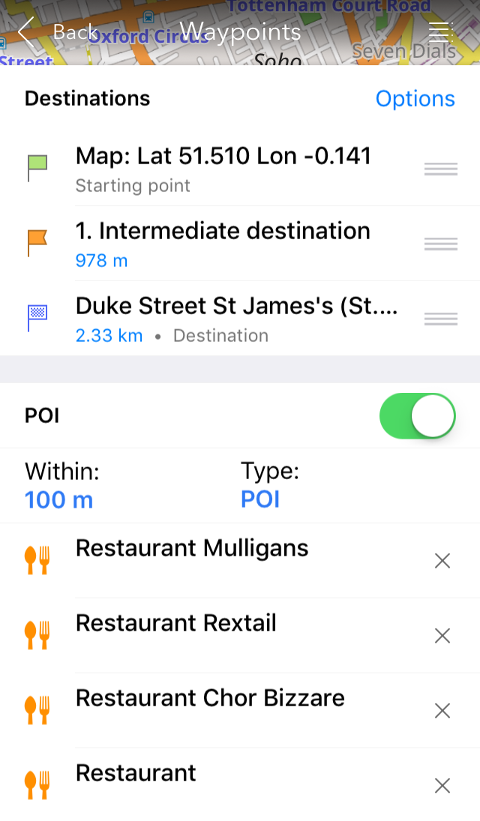 Tottenham Court Road
Back
Oxford Circus
Waypoints
Street
Soho
Seven Dials
Destinations
Options
Map: Lat 51.510 Lon -0.141
Starting point
1. Intermediate destination
978 m
Duke Street St James's (St....
2.33 km • Destination
POI
Within:
Type:
100 m
POI
Restaurant Mulligans
Restaurant Rextail
Restaurant Chor Bizzare
Restaurant